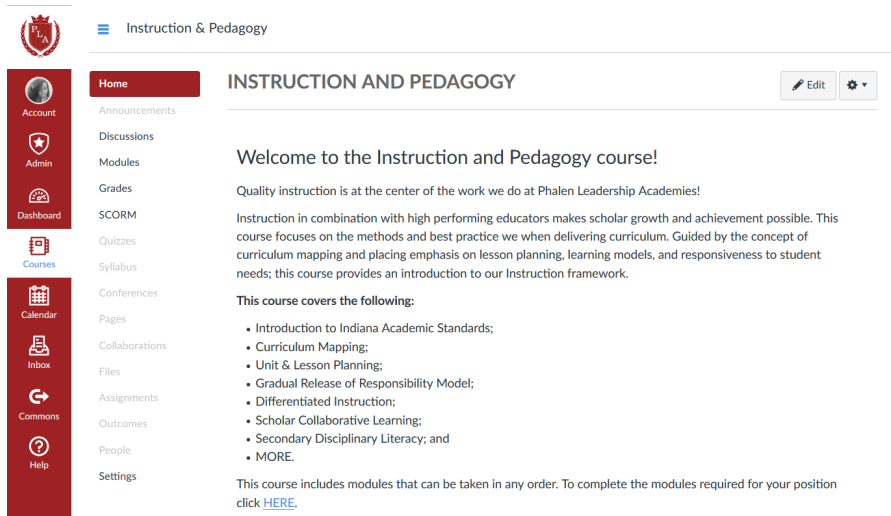 PLA
Instruction & Pedagogy
Account
Admin
Dashboard
Courses
Calendar
Inbox
Commons
Help
Home
Announcements
Discussions
Modules
Grades
SCORM
Quizzes
Syllabus
Conferences
Pages
Collaborations
Files
Assignments
Outcomes
People
Settings
INSTRUCTION AND PEDAGOGY
Edit
Welcome to the Instruction and Pedagogy course!
Quality instruction is at the center of the work we do at Phalen Leadership Academies!
Instruction in combination with high performing educators makes scholar growth and achievement possible. This
course focuses on the methods and best practice we when delivering curriculum. Guided by the concept of
curriculum mapping and placing emphasis on lesson planning, learning models, and responsiveness to student
needs; this course provides an introduction to our Instruction framework.
This course covers the following:
• Introduction to Indiana Academic Standards;
• Curriculum Mapping;
• Unit & Lesson Planning;
• Gradual Release of Responsibility Model;
• Differentiated Instruction;
• Scholar Collaborative Learning;
• Secondary Disciplinary Literacy; and
• MORE.
This course includes modules that can be taken in any order. To complete the modules required for your position
click HERE.